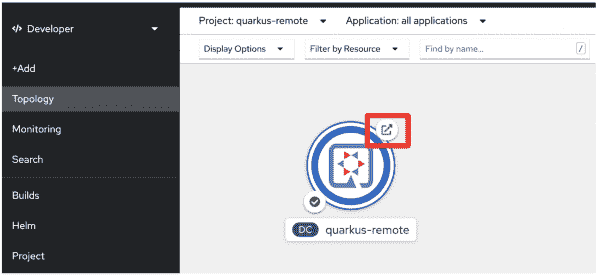 Developer
+Add
Topology
Monitoring
Search
Builds
Helm
Project
Project: quarkus-remote Application: all applications
Display Options Filter by Resource Find by name... /
DC quarkus-remote